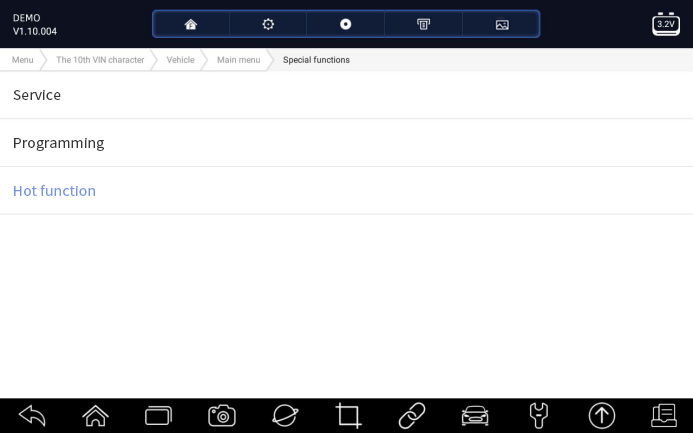 DEMO
V1.10.004
3.2V
Menu
The 10th VIN character
Vehicle
Main menu
Special functions
Service
Programming
Hot function